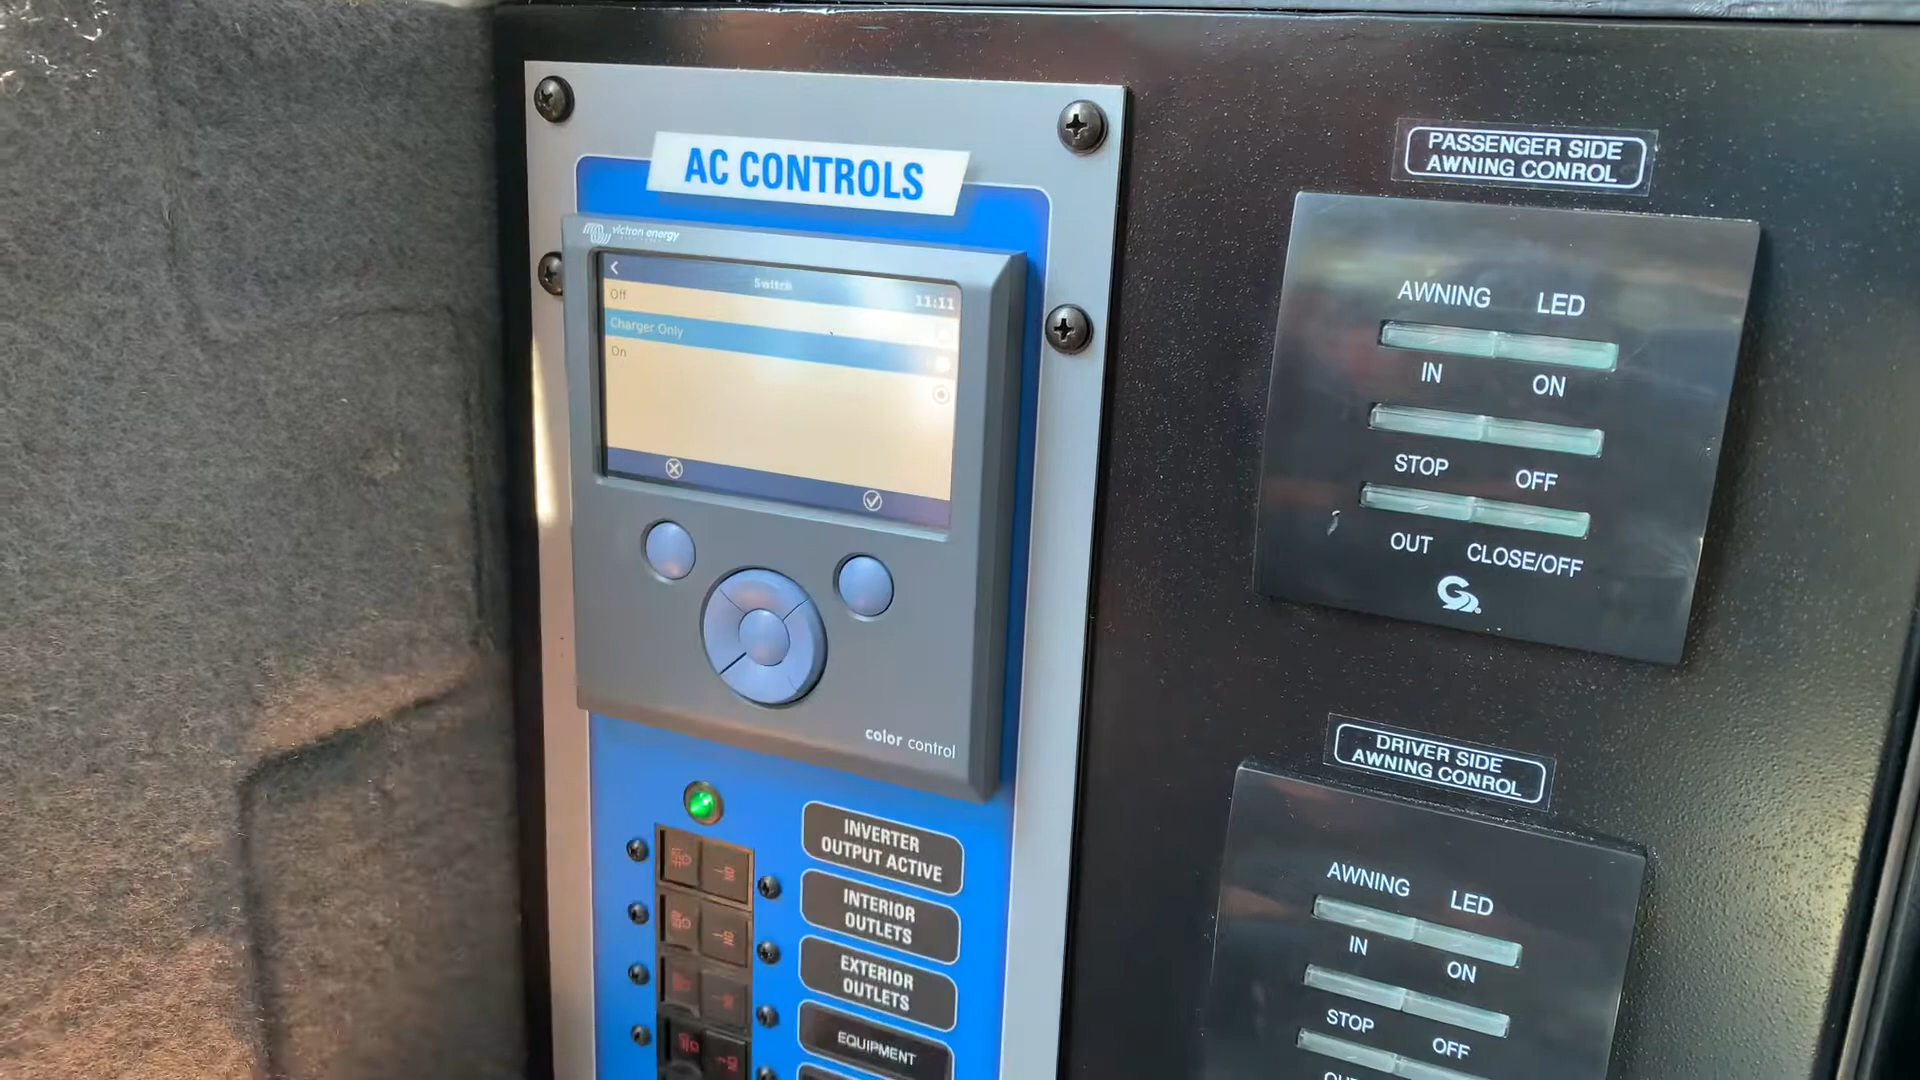 AC CONTROLS
victron energy
Switch
11:11
Off
Charger Only
On
color control
INVERTER
OUTPUT ACTIVE
INTERIOR
OUTLETS
EXTERIOR
OUTLETS
EQUIPMENT
PASSENGER SIDE
AWNING CONROL
AWNING LED
IN ON
STOP OFF
OUT CLOSE/OFF
DRIVER SIDE
AWNING CONROL
AWNING LED
IN ON
STOP OFF